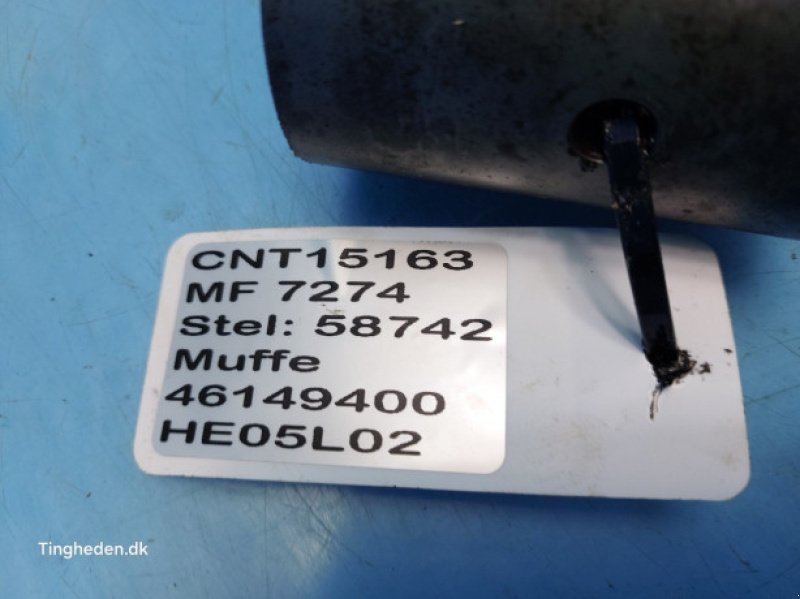 CNT15163
MF 7274
Stel: 58742
Muffe
46149400
HE05L02
Tingheden.dk